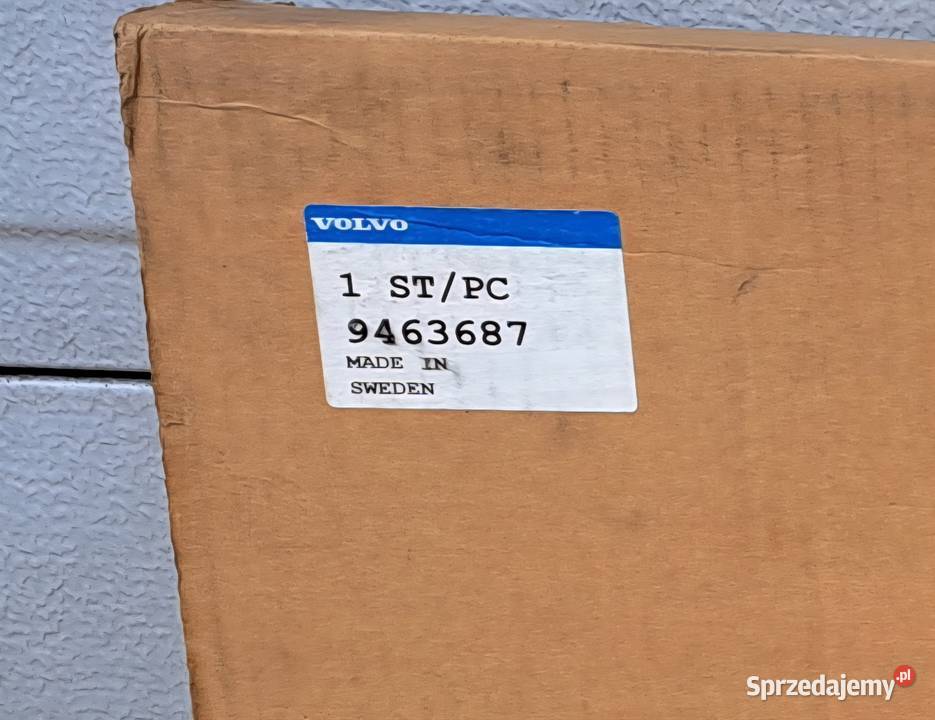 VOLVO
1 ST/PC
9463687
MADE IN
SWEDEN
Sprzedajemy.pl